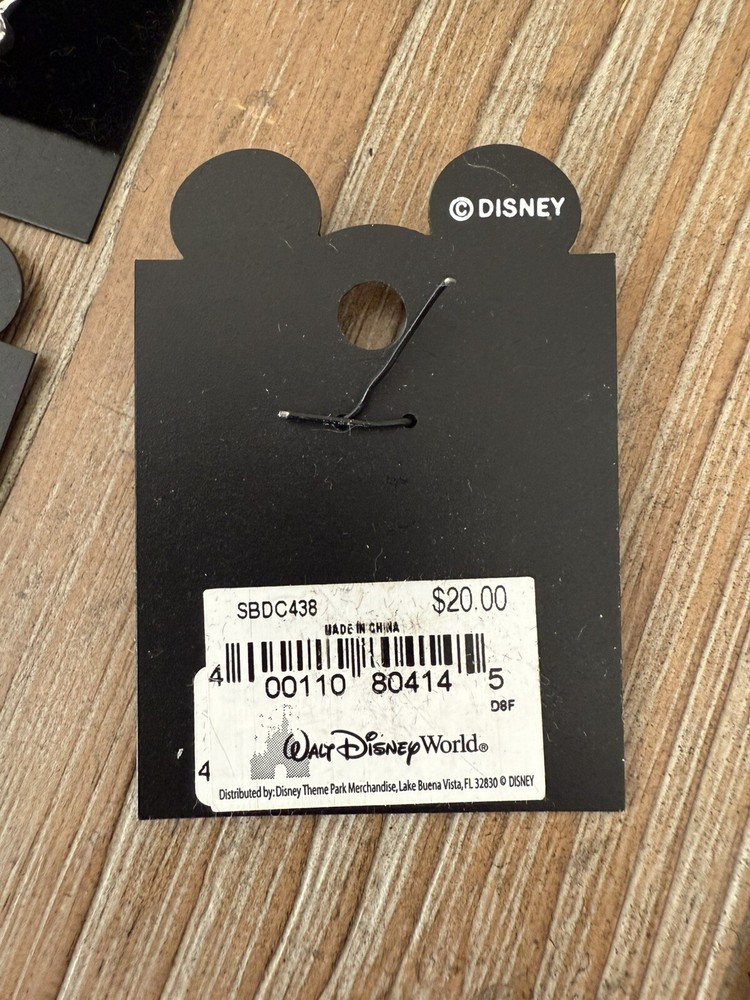 © DISNEY
SBDC438 $20.00
MADE IN CHINA
4 00110 80414 5
D8F
Walt Disney World®
4
Distributed by: Disney Theme Park Merchandise, Lake Buena Vista, FL 32830 © DISNEY